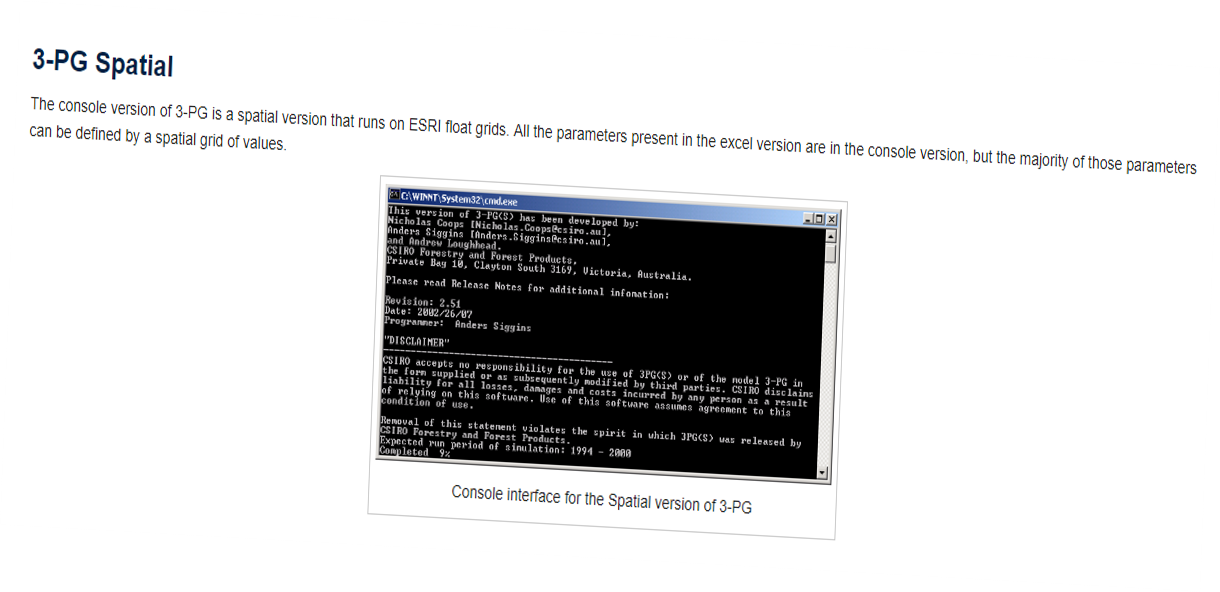 3-PG Spatial
The console version of 3-PG is a spatial version that runs on ESRI float grids. All the parameters present in the excel version are in the console version, but the majority of those parameters
can be defined by a spatial grid of values.
C:\WINNT\System32\cmd.exe
This version of 3-PG(S) has been developed by:
Nicholas Coops [Nicholas.Coops@csiro.au],
Anders Siggins [Anders.Siggins@csiro.au],
and Andrew Loughhead.
CSIRO Forestry and Forest Products,
Private Bag 10, Clayton South 3169, Victoria, Australia.
Please read Release Notes for additional infomation:
Revision: 2.51
Date: 2002/26/07
Programmer: Anders Siggins
"DISCLAIMER"
CSIRO accepts no responsibility for the use of 3PG(S) or of the model 3-PG in
the form supplied or as subsequently modified by third parties. CSIRO disclaims
liability for all losses, damages and costs incurred by any person as a result
of relying on this software. Use of this software assumes agreement to this
condition of use.
Removal of this statement violates the spirit in which 3PG(S) was released by
CSIRO Forestry and Forest Products.
Expected run period of simulation: 1994 - 2000
Completed 9%
Console interface for the Spatial version of 3-PG